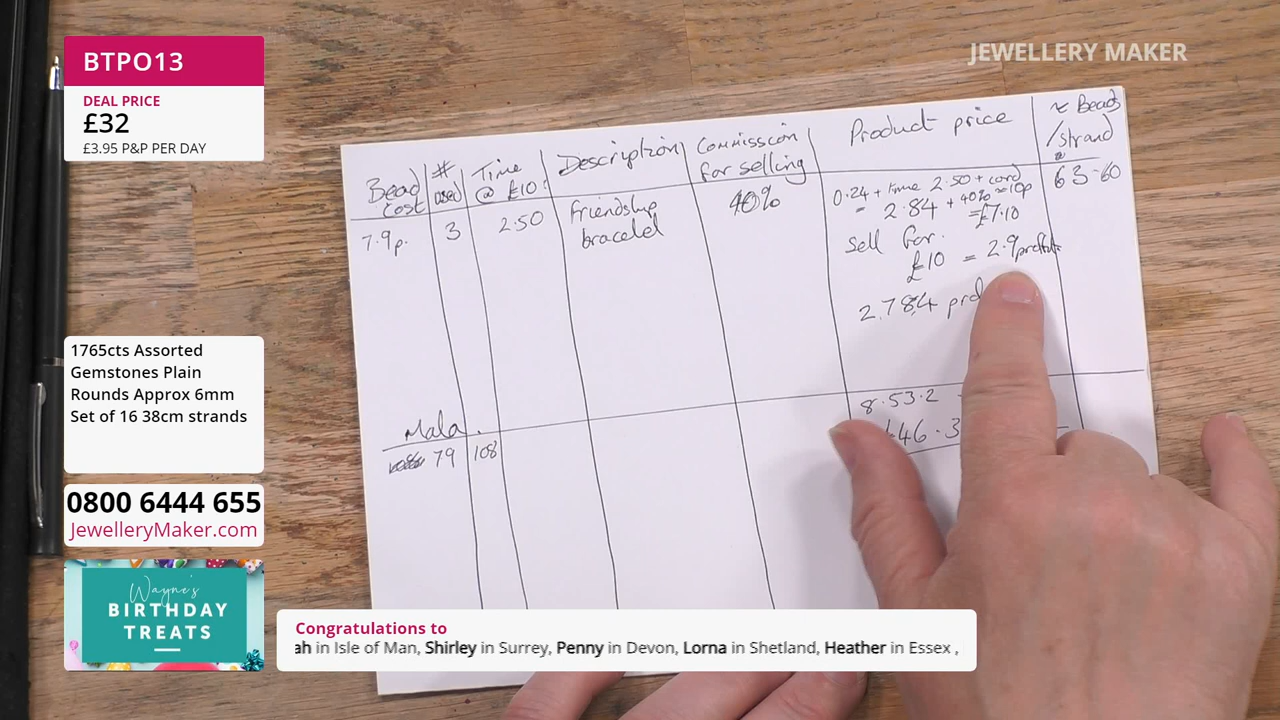 BTPO13
DEAL PRICE
£32
£3.95 P&P PER DAY
1765cts Assorted
Gemstones Plain
Rounds Approx 6mm
Set of 16 38cm strands
0800 6444 655
JewelleryMaker.com
Wayne's
BIRTHDAY
TREATS
JEWELLERY MAKER
Bead cost
# used
Time @ £10
Description
Commission for selling
Product price
Beads /strand
7.9p.
3
2.50
friendship
bracelet
40%
0.24 + time 2.50 + cord
= 2.84 + 40% 10p
= £7.10
Sell for.
£10 = 2.9 profit
2.784
63-60
Mala.
79
108
8.53.2
46.3
Congratulations to
ah in Isle of Man, Shirley in Surrey, Penny in Devon, Lorna in Shetland, Heather in Essex ,